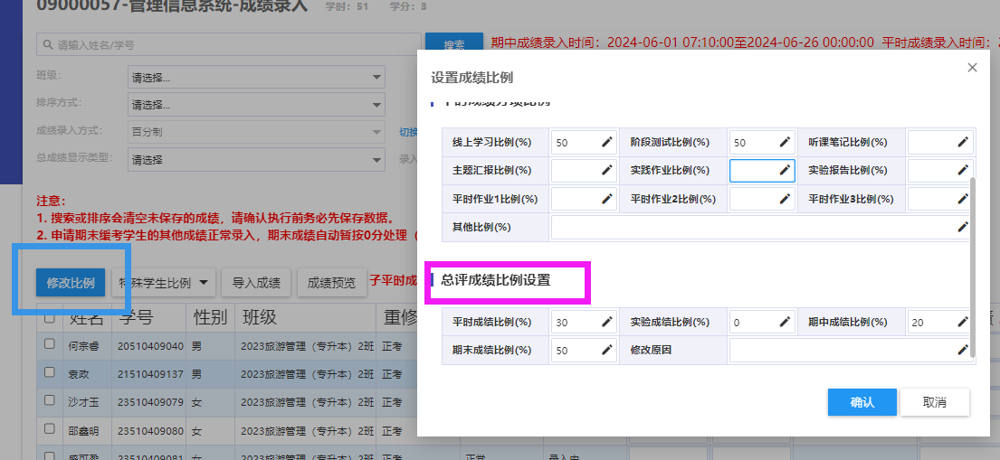 09000057-管理信息系统-成绩录入 学时：51 学分：3
请输入姓名/学号 搜索 期中成绩录入时间：2024-06-01 07:10:00至2024-06-26 00:00:00 平时成绩录入时间：
班级： 请选择...
排序方式： 请选择...
成绩录入方式： 百分制 切换
总成绩显示类型： 请选择 录入
注意：
1. 搜索或排序会清空未保存的成绩，请确认执行前务必先保存数据。
2. 申请期末缓考学生的其他成绩正常录入，期末成绩自动暂按0分处理（
修改比例 特殊学生比例 导入成绩 成绩预览 子平时成
姓名 学号 性别 班级 重修
何宗睿 20510409040 男 2023旅游管理（专升本）2班 正考
袁政 21510409137 男 2023旅游管理（专升本）2班 正考
沙才玉 23510409079 女 2023旅游管理（专升本）2班 正考
邵鑫明 23510409080 女 2023旅游管理（专升本）2班 正考
23510409081 女 2023旅游管理（专升本）2班 正考 正常 录入中
设置成绩比例
平时成绩分项比例
线上学习比例(%) 50 阶段测试比例(%) 50 听课笔记比例(%)
主题汇报比例(%) 实践作业比例(%) 实验报告比例(%)
平时作业1比例(%) 平时作业2比例(%) 平时作业3比例(%)
其他比例(%)
总评成绩比例设置
平时成绩比例(%) 30 实验成绩比例(%) 0 期中成绩比例(%) 20
期末成绩比例(%) 50 修改原因
确认 取消